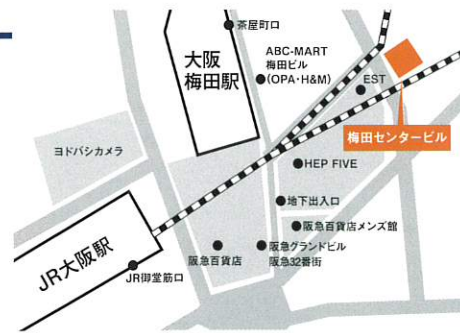 茶屋町口
大阪
梅田駅
ABC-MART
梅田ビル
(OPA・H&M)
EST
梅田センタービル
ヨドバシカメラ
HEP FIVE
地下出入口
阪急百貨店メンズ館
JR大阪駅
阪急百貨店
阪急グランドビル
阪急32番街
JR御堂筋口